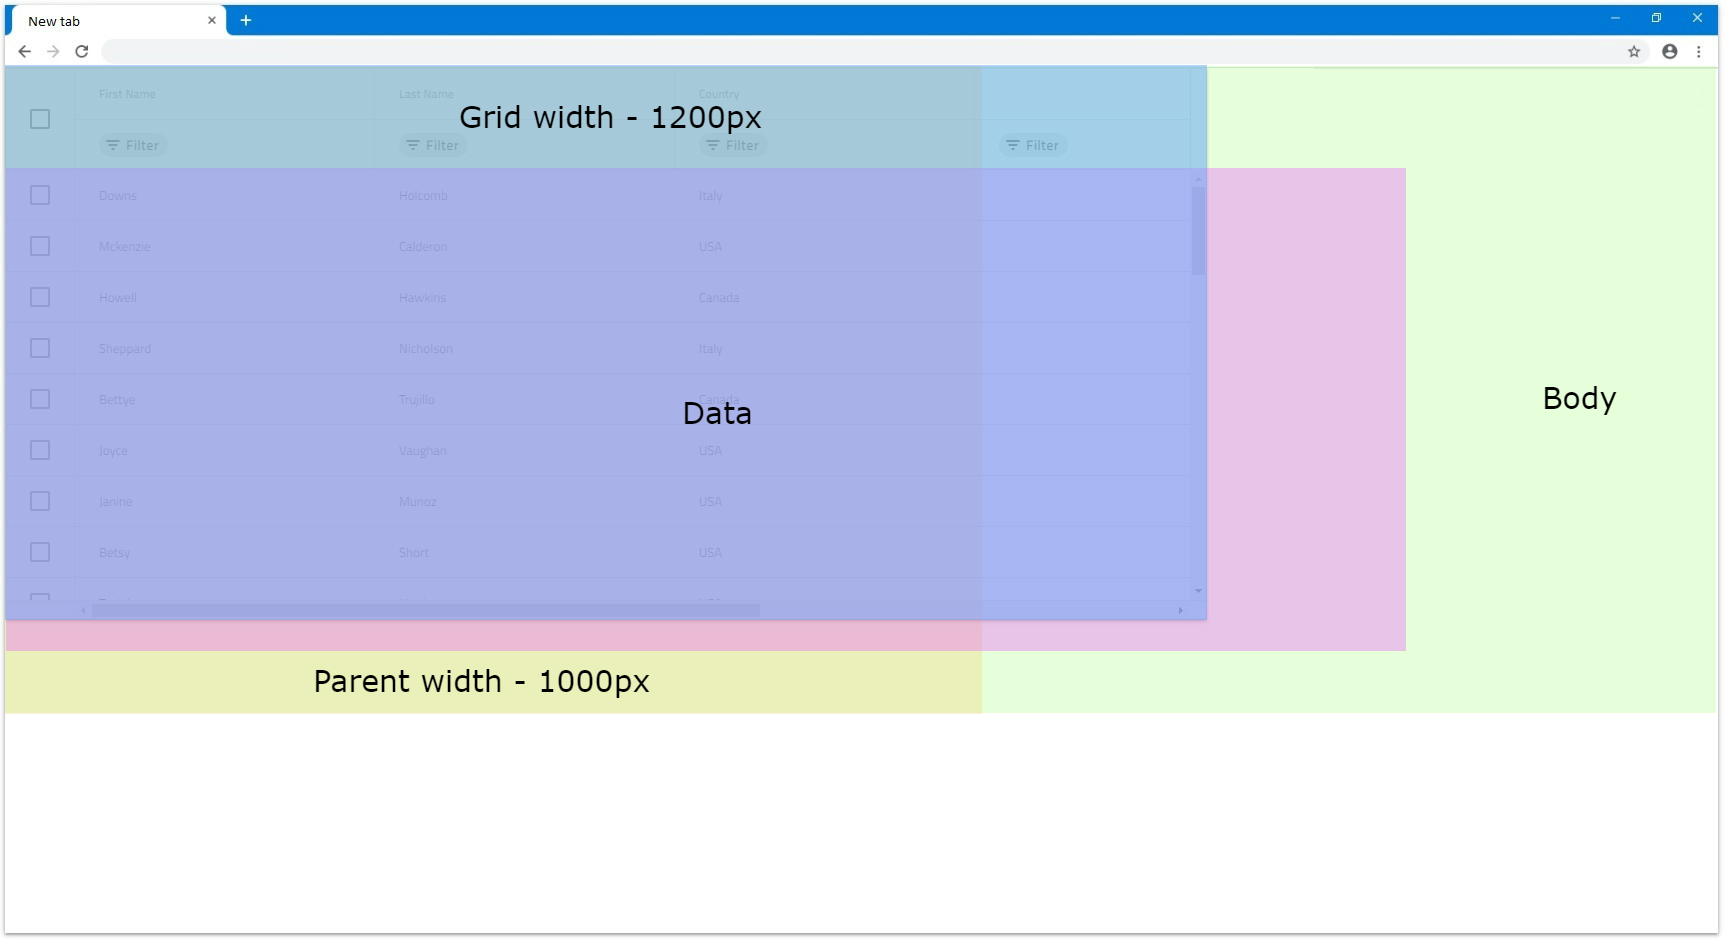 New tab
First Name Last Name Country
Grid width - 1200px
Filter Filter Filter Filter
Downs Holcomb Italy
Mckenzie Calderon USA
Howell Hawkins Canada
Sheppard Nicholson Italy
Body
Bettye Trujillo Canada
Data
Joyce Vaughan USA
Janine Munoz USA
Betsy Short USA
Parent width - 1000px